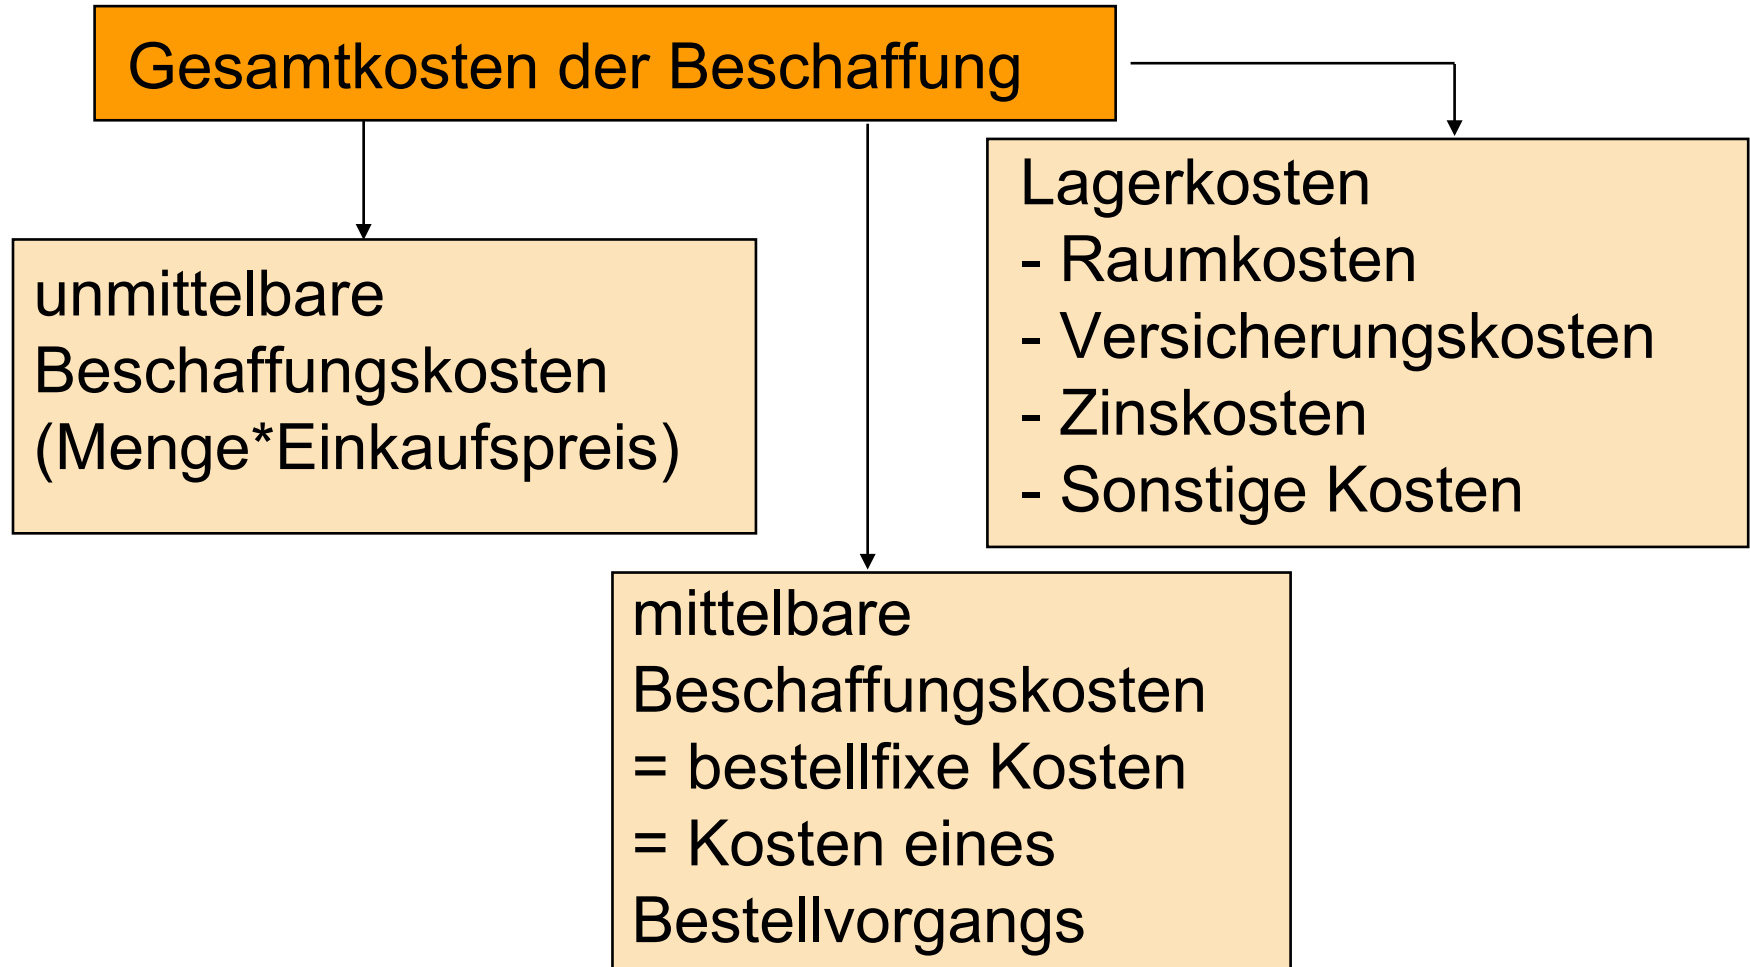 Gesamtkosten der Beschaffung
unmittelbare
Beschaffungskosten
(Menge*Einkaufspreis)
Lagerkosten
- Raumkosten
- Versicherungskosten
- Zinskosten
- Sonstige Kosten
mittelbare
Beschaffungskosten
= bestellfixe Kosten
= Kosten eines
Bestellvorgangs